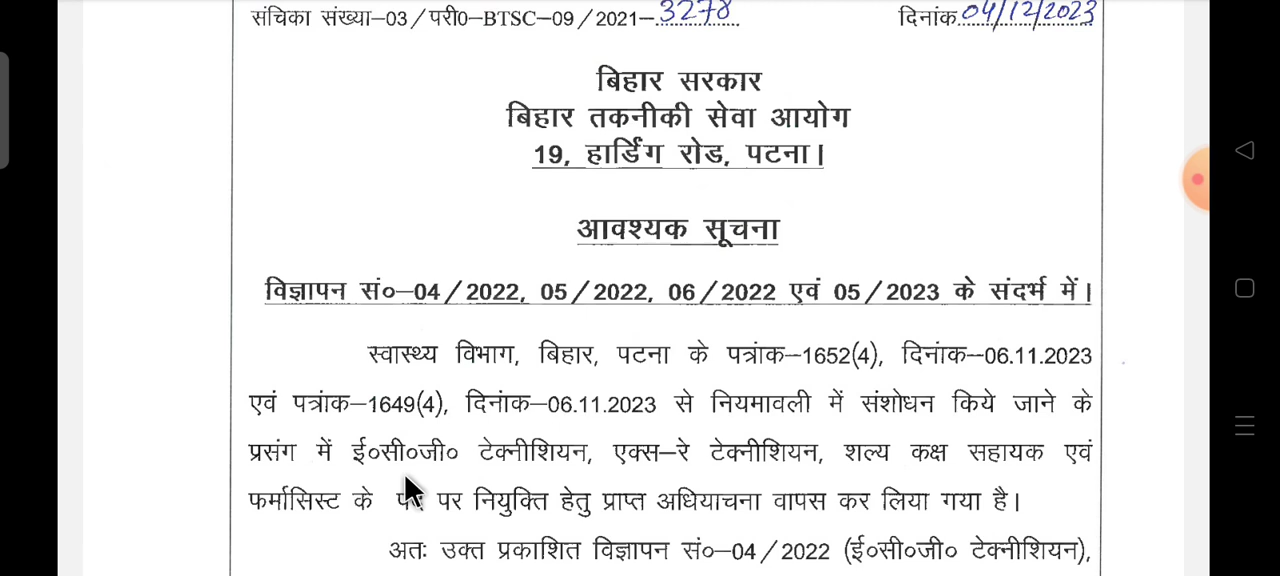 संचिका संख्या–03/परी0–BTSC–09/2021–3278 दिनांक 04/12/2023
बिहार सरकार
बिहार तकनीकी सेवा आयोग
19, हार्डिंग रोड, पटना।
आवश्यक सूचना
विज्ञापन सं०–04/2022, 05/2022, 06/2022 एवं 05/2023 के संदर्भ में।
स्वास्थ्य विभाग, बिहार, पटना के पत्रांक–1652(4), दिनांक–06.11.2023
एवं पत्रांक–1649(4), दिनांक–06.11.2023 से नियमावली में संशोधन किये जाने के
प्रसंग में ई०सी०जी० टेक्नीशियन, एक्स–रे टेक्नीशियन, शल्य कक्ष सहायक एवं
फर्मासिस्ट के पद पर नियुक्ति हेतु प्राप्त अधियाचना वापस कर लिया गया है।
अतः उक्त प्रकाशित विज्ञापन सं०–04/2022 (ई०सी०जी० टेक्नीशियन),